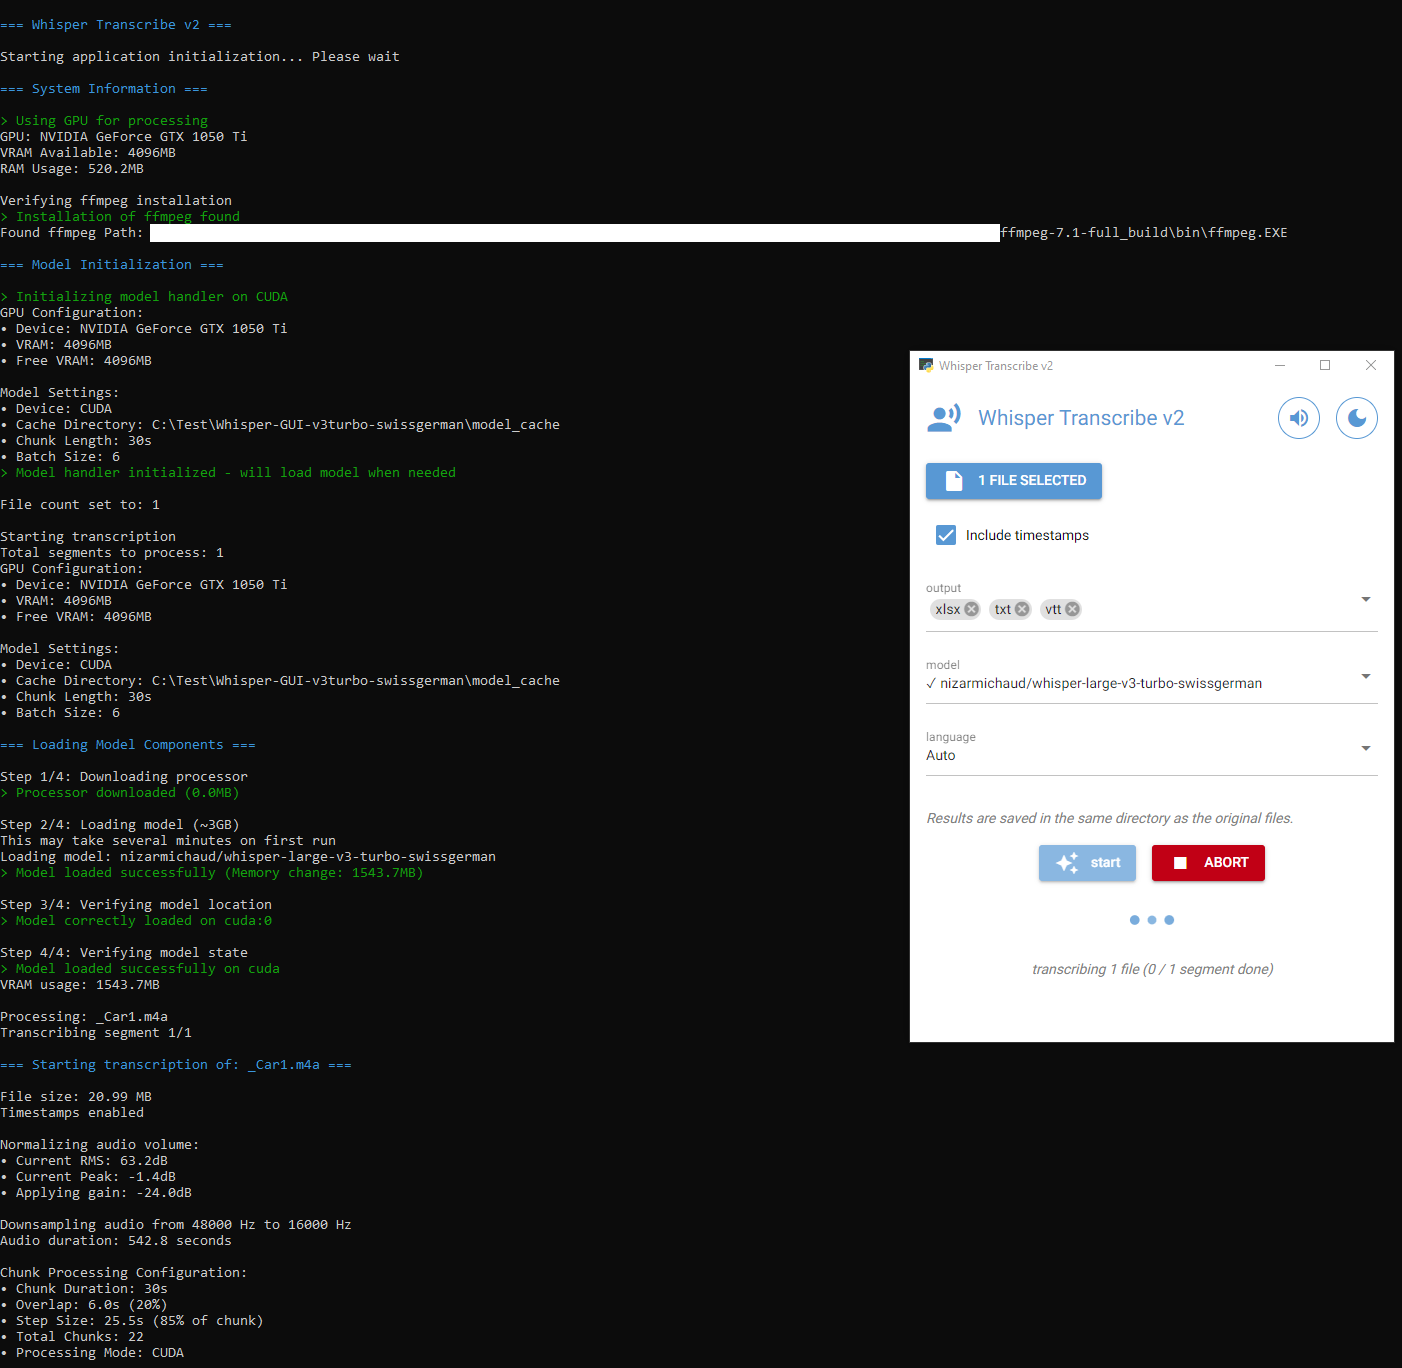 === Whisper Transcribe v2 ===
Starting application initialization... Please wait
=== System Information ===
> Using GPU for processing
GPU: NVIDIA GeForce GTX 1050 Ti
VRAM Available: 4096MB
RAM Usage: 520.2MB
Verifying ffmpeg installation
> Installation of ffmpeg found
Found ffmpeg Path: ffmpeg-7.1-full_build\bin\ffmpeg.EXE
=== Model Initialization ===
> Initializing model handler on CUDA
GPU Configuration:
• Device: NVIDIA GeForce GTX 1050 Ti
• VRAM: 4096MB
• Free VRAM: 4096MB
Model Settings:
• Device: CUDA
• Cache Directory: C:\Test\Whisper-GUI-v3turbo-swissgerman\model_cache
• Chunk Length: 30s
• Batch Size: 6
> Model handler initialized - will load model when needed
File count set to: 1
Starting transcription
Total segments to process: 1
GPU Configuration:
• Device: NVIDIA GeForce GTX 1050 Ti
• VRAM: 4096MB
• Free VRAM: 4096MB
Model Settings:
• Device: CUDA
• Cache Directory: C:\Test\Whisper-GUI-v3turbo-swissgerman\model_cache
• Chunk Length: 30s
• Batch Size: 6
=== Loading Model Components ===
Step 1/4: Downloading processor
> Processor downloaded (0.0MB)
Step 2/4: Loading model (~3GB)
This may take several minutes on first run
Loading model: nizarmichaud/whisper-large-v3-turbo-swissgerman
> Model loaded successfully (Memory change: 1543.7MB)
Step 3/4: Verifying model location
> Model correctly loaded on cuda:0
Step 4/4: Verifying model state
> Model loaded successfully on cuda
VRAM usage: 1543.7MB
Processing: _Car1.m4a
Transcribing segment 1/1
=== Starting transcription of: _Car1.m4a ===
File size: 20.99 MB
Timestamps enabled
Normalizing audio volume:
• Current RMS: 63.2dB
• Current Peak: -1.4dB
• Applying gain: -24.0dB
Downsampling audio from 48000 Hz to 16000 Hz
Audio duration: 542.8 seconds
Chunk Processing Configuration:
• Chunk Duration: 30s
• Overlap: 6.0s (20%)
• Step Size: 25.5s (85% of chunk)
• Total Chunks: 22
• Processing Mode: CUDA
Whisper Transcribe v2
Whisper Transcribe v2
1 FILE SELECTED
Include timestamps
output
xlsx txt vtt
model
✓ nizarmichaud/whisper-large-v3-turbo-swissgerman
language
Auto
Results are saved in the same directory as the original files.
start ABORT
transcribing 1 file (0 / 1 segment done)